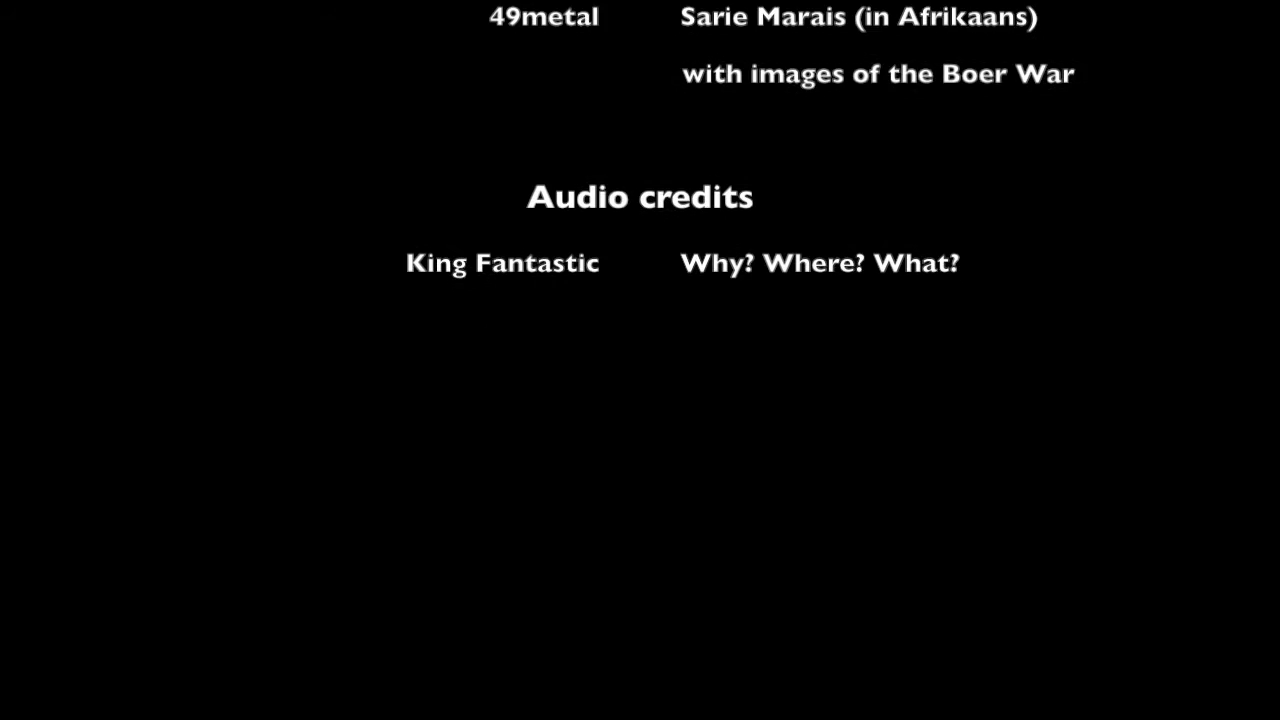 49metal Sarie Marais (in Afrikaans)
with images of the Boer War
Audio credits
King Fantastic Why? Where? What?